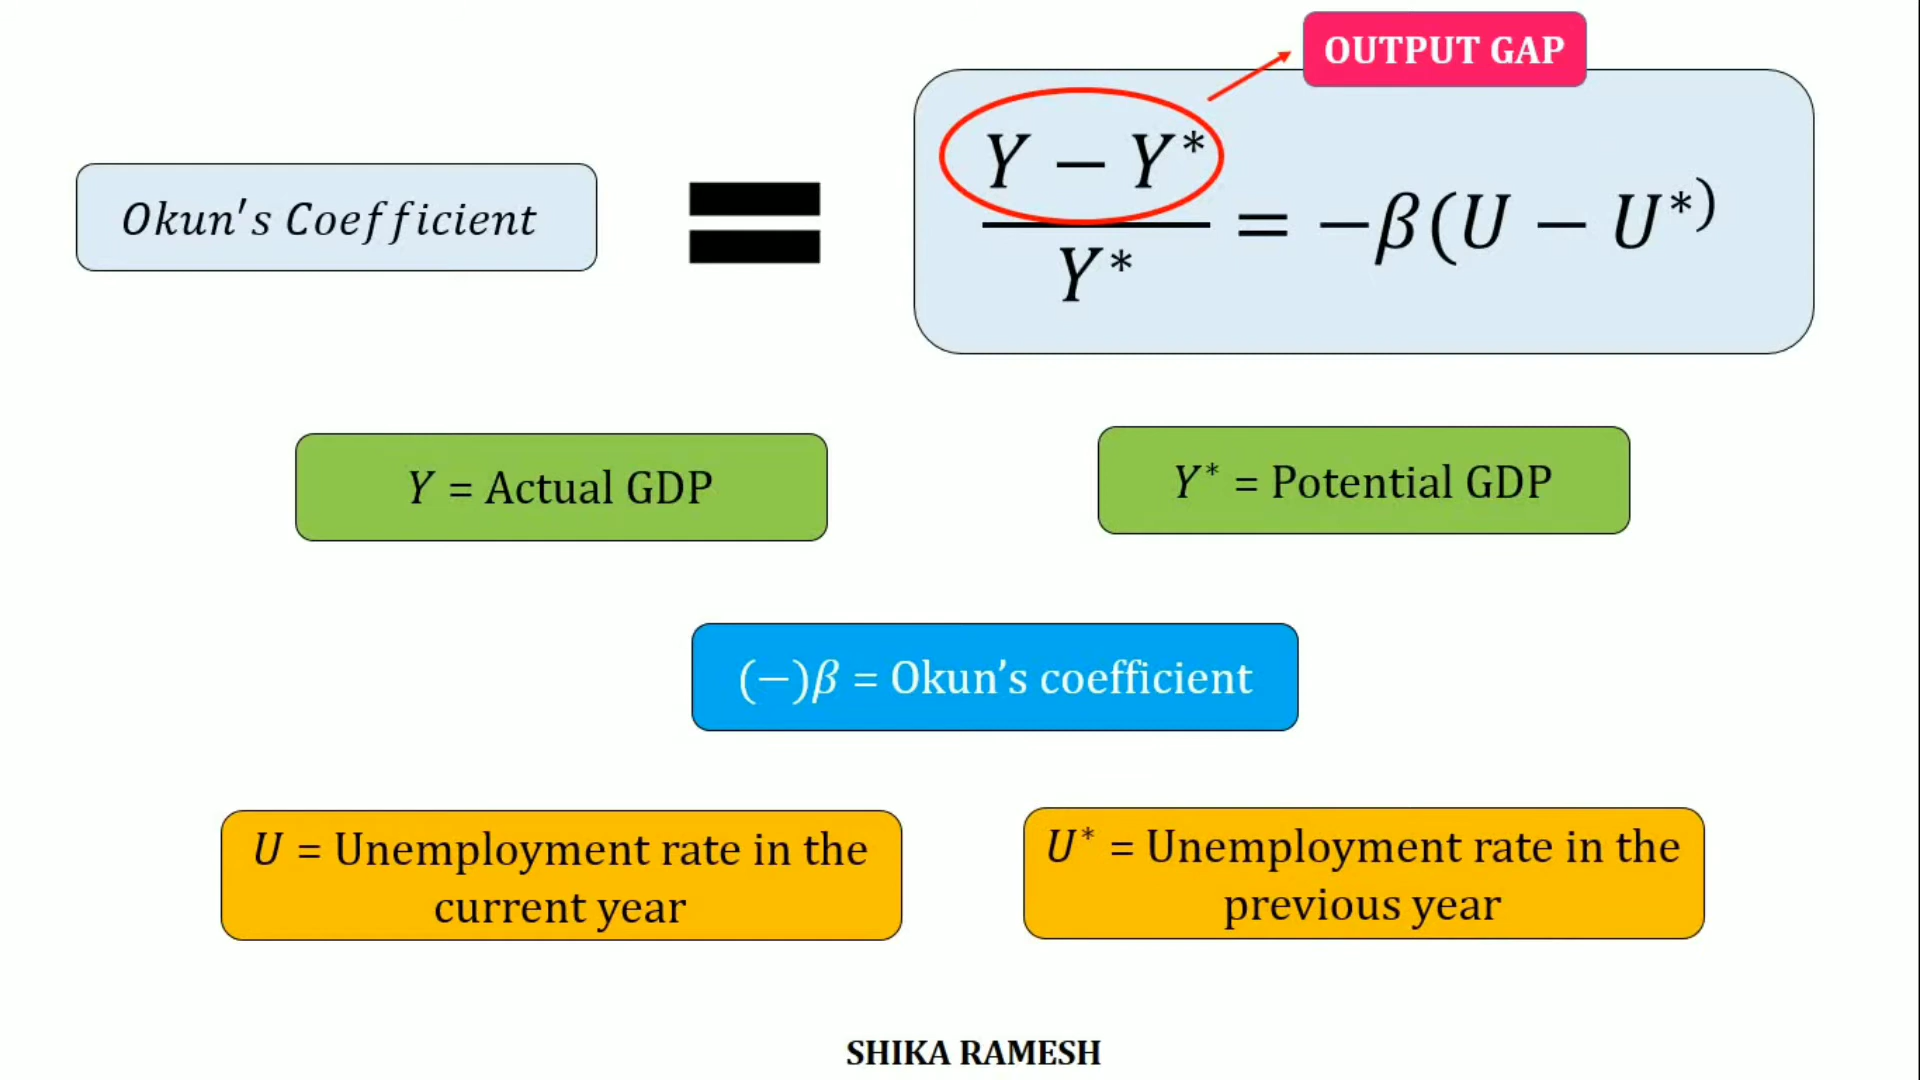 OUTPUT GAP
Okun's Coefficient = \frac{Y - Y^*}{Y^*} = -β(U - U^*)
Y = Actual GDP
Y* = Potential GDP
(−)β = Okun’s coefficient
U = Unemployment rate in the
current year
U* = Unemployment rate in the
previous year
SHIKA RAMESH